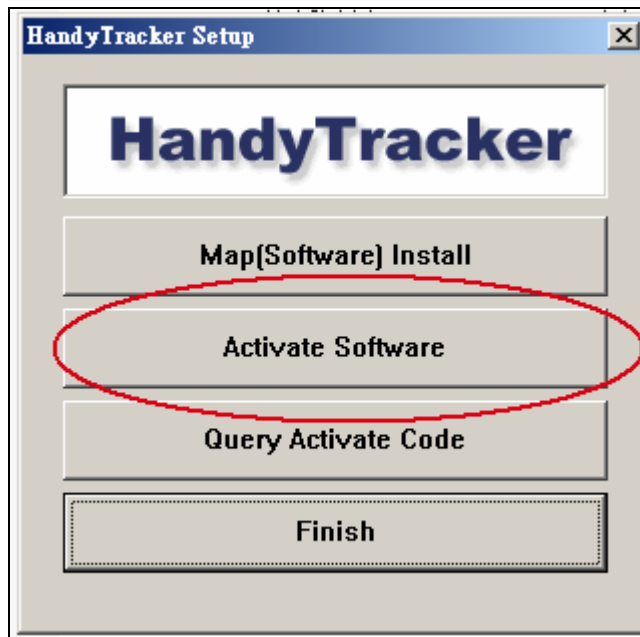 HandyTracker Setup
HandyTracker
Map(Software) Install
Activate Software
Query Activate Code
Finish